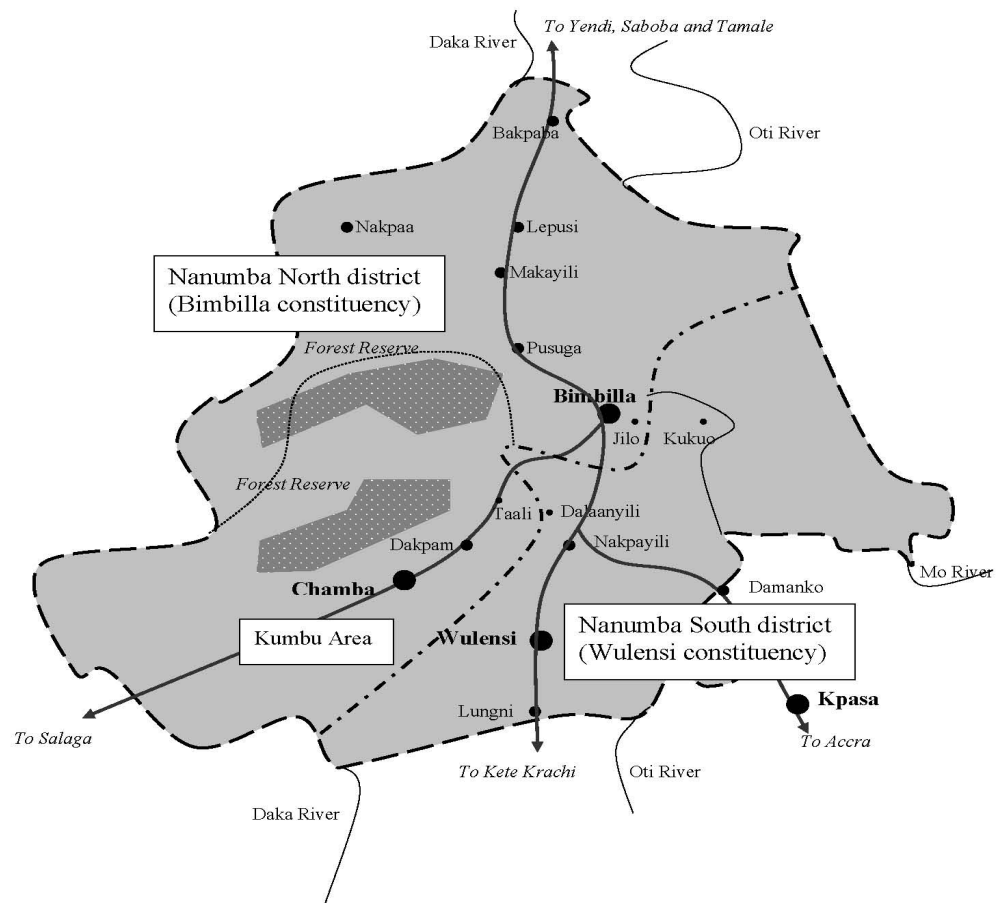 To Yendi, Saboba and Tamale
Daka River
Oti River
Bakpaba
Nakpaa
Lepusi
Nanumba North district
(Bimbilla constituency)
Makayili
Forest Reserve
Pusuga
Bimbilla
Jilo
Kukuo
Forest Reserve
Taali
Dalaanyili
Dakpam
Nakpayili
Mo River
Chamba
Damanko
Kumbu Area
Wulensi
Nanumba South district
(Wulensi constituency)
Kpasa
Lungni
To Salaga
To Accra
To Kete Krachi
Oti River
Daka River